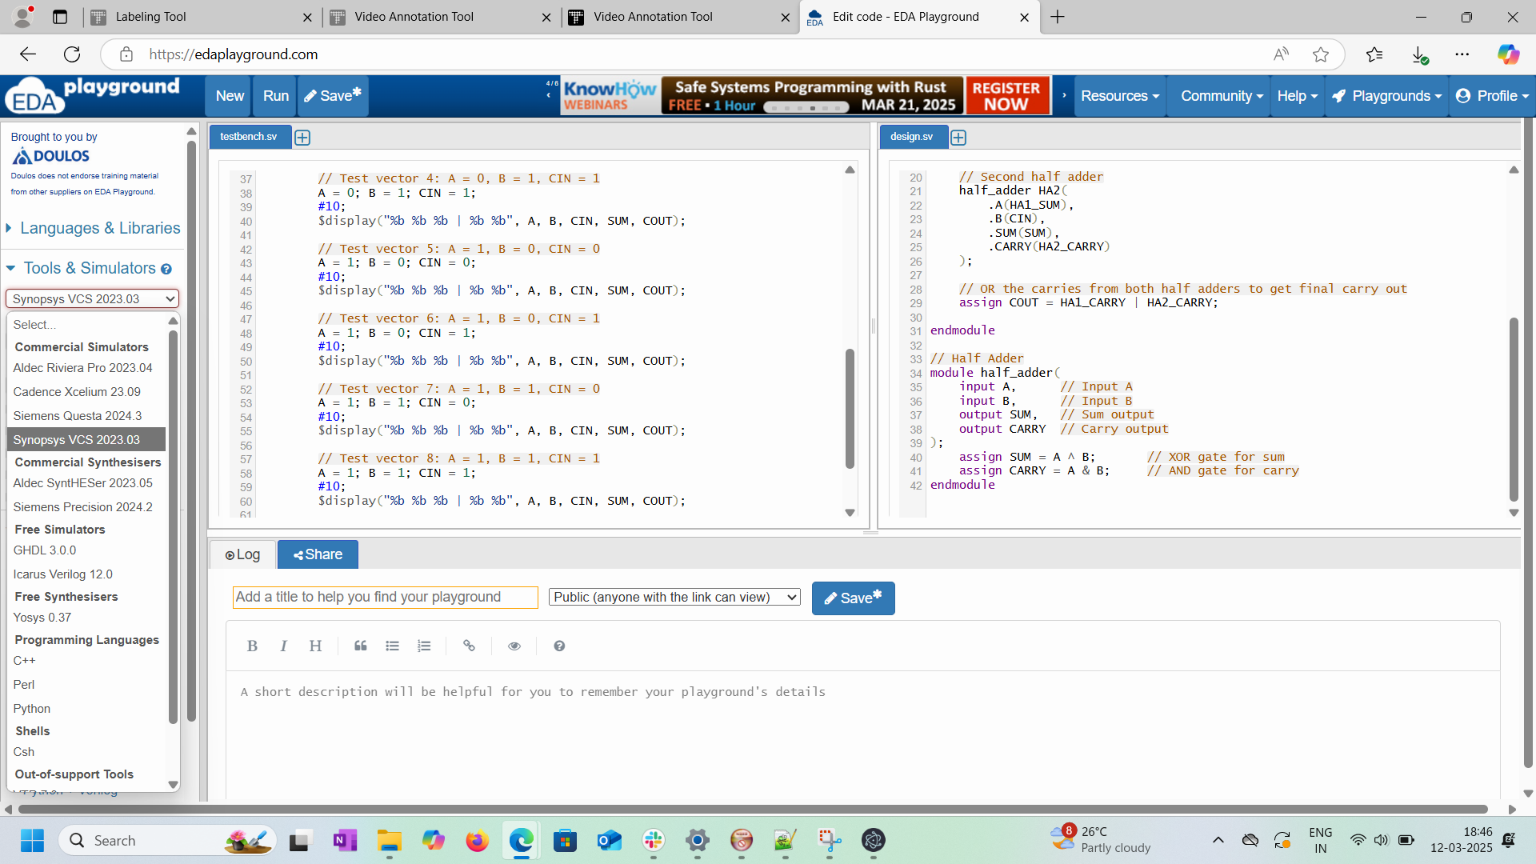 Labeling Tool
Video Annotation Tool
Video Annotation Tool
EDA
Edit code - EDA Playground
https://edaplayground.com
EDA playground
New
Run
Save*
4/6
KnowHow
WEBINARS
Safe Systems Programming with Rust
FREE • 1 Hour
MAR 21, 2025
REGISTER
NOW
Resources
Community
Help
Playgrounds
Profile
Brought to you by
DOULOS
Doulos does not endorse training material
from other suppliers on EDA Playground.
Languages & Libraries
Tools & Simulators
Synopsys VCS 2023.03
Select...
Commercial Simulators
Aldec Riviera Pro 2023.04
Cadence Xcelium 23.09
Siemens Questa 2024.3
Synopsys VCS 2023.03
Commercial Synthesisers
Aldec SyntHESer 2023.05
Siemens Precision 2024.2
Free Simulators
GHDL 3.0.0
Icarus Verilog 12.0
Free Synthesisers
Yosys 0.37
Programming Languages
C++
Perl
Python
Shells
Csh
Out-of-support Tools
testbench.sv
37 // Test vector 4: A = 0, B = 1, CIN = 1
38 A = 0; B = 1; CIN = 1;
39 #10;
40 $display("%b %b %b | %b %b", A, B, CIN, SUM, COUT);
41
42 // Test vector 5: A = 1, B = 0, CIN = 0
43 A = 1; B = 0; CIN = 0;
44 #10;
45 $display("%b %b %b | %b %b", A, B, CIN, SUM, COUT);
46
47 // Test vector 6: A = 1, B = 0, CIN = 1
48 A = 1; B = 0; CIN = 1;
49 #10;
50 $display("%b %b %b | %b %b", A, B, CIN, SUM, COUT);
51
52 // Test vector 7: A = 1, B = 1, CIN = 0
53 A = 1; B = 1; CIN = 0;
54 #10;
55 $display("%b %b %b | %b %b", A, B, CIN, SUM, COUT);
56
57 // Test vector 8: A = 1, B = 1, CIN = 1
58 A = 1; B = 1; CIN = 1;
59 #10;
60 $display("%b %b %b | %b %b", A, B, CIN, SUM, COUT);
61
design.sv
20 // Second half adder
21 half_adder HA2(
22 .A(HA1_SUM),
23 .B(CIN),
24 .SUM(SUM),
25 .CARRY(HA2_CARRY)
26 );
27
28 // OR the carries from both half adders to get final carry out
29 assign COUT = HA1_CARRY | HA2_CARRY;
30
31 endmodule
32
33 // Half Adder
34 module half_adder(
35 input A, // Input A
36 input B, // Input B
37 output SUM, // Sum output
38 output CARRY // Carry output
39 );
40 assign SUM = A ^ B; // XOR gate for sum
41 assign CARRY = A & B; // AND gate for carry
42 endmodule
Log
Share
Add a title to help you find your playground
Public (anyone with the link can view)
Save*
B I H
A short description will be helpful for you to remember your playground's details
Search
8
26°C
Partly cloudy
ENG
IN
18:46
12-03-2025